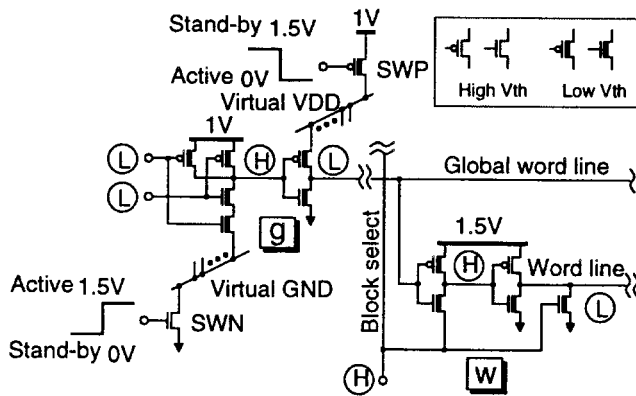 Stand-by 1.5V
1V
Active 0V
SWP
High Vth
Low Vth
Virtual VDD
1V
L
H
L
L
Global word line
g
Block select
1.5V
H
Word line
L
Active 1.5V
Virtual GND
SWN
Stand-by 0V
H
W